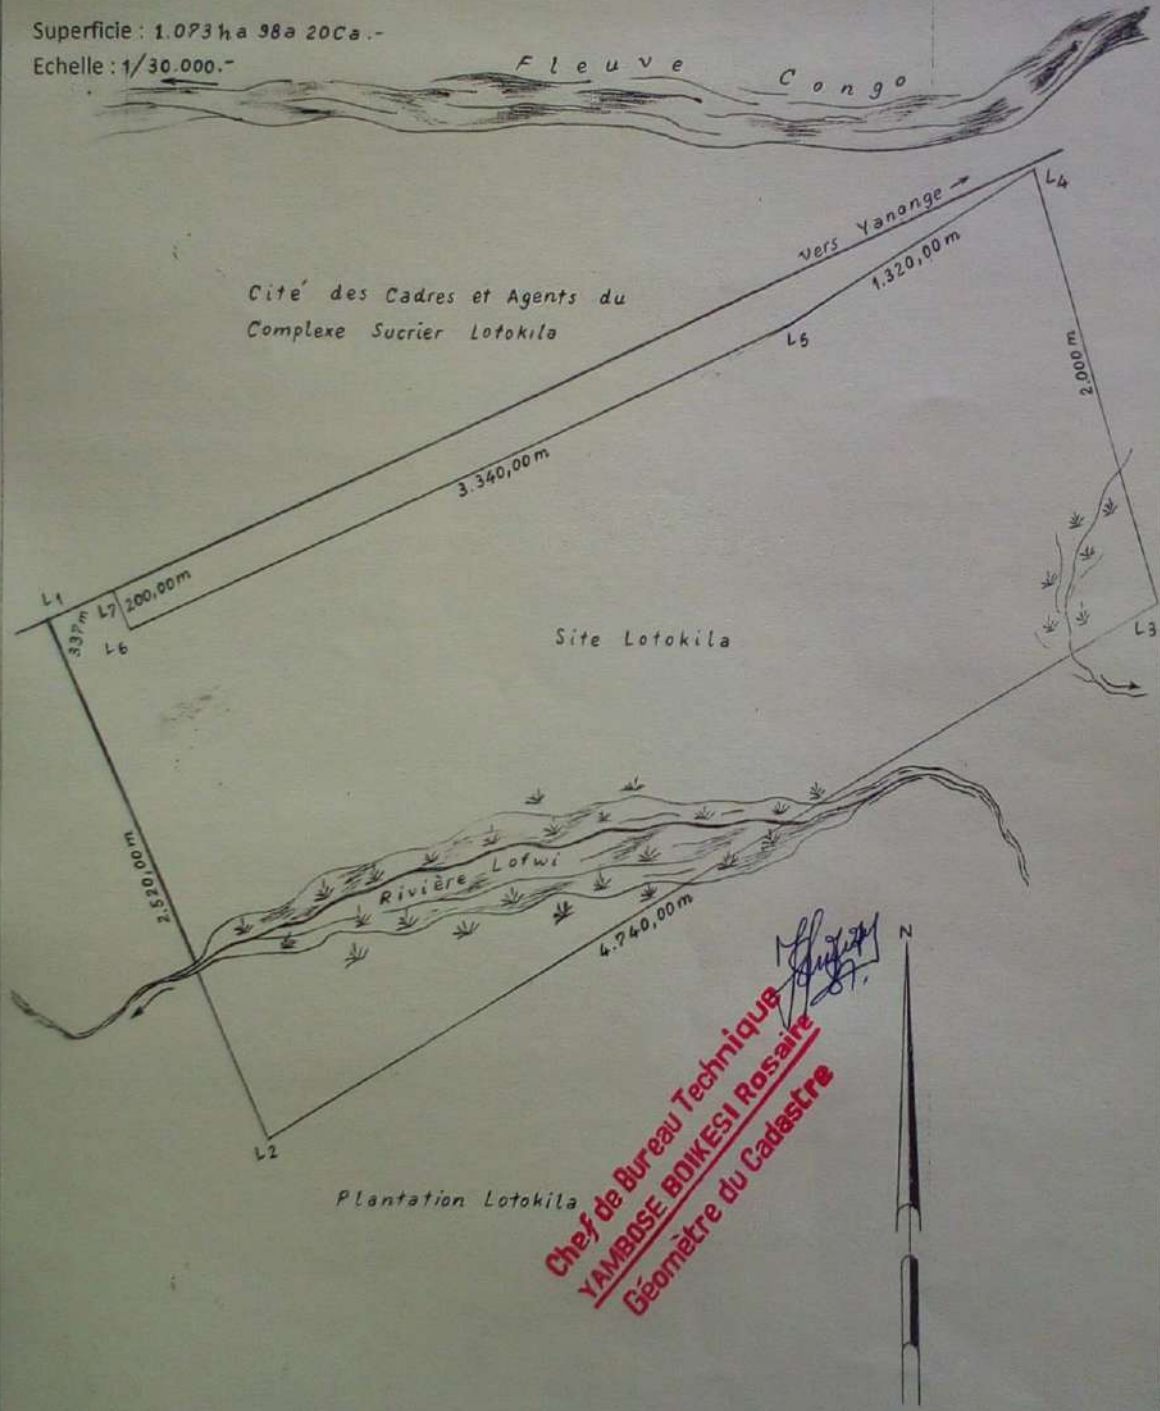 Superficie : 1.073 ha 98a 20Ca.-
Echelle : 1/30.000.-
Fleuve Congo
vers Yanonge →
L4
1.320,00 m
Cité des Cadres et Agents du
Complexe Sucrier Lotokila
L5
2.000 m
3.340,00 m
L1
L7
200,00 m
337 m
L6
Site Lotokila
L3
2.520,00 m
Rivière Lofwi
4.740,00 m
N
L2
Plantation Lotokila
Chef de Bureau Technique
YAMBOSE BOIKESI Rosaire
Géomètre du Cadastre